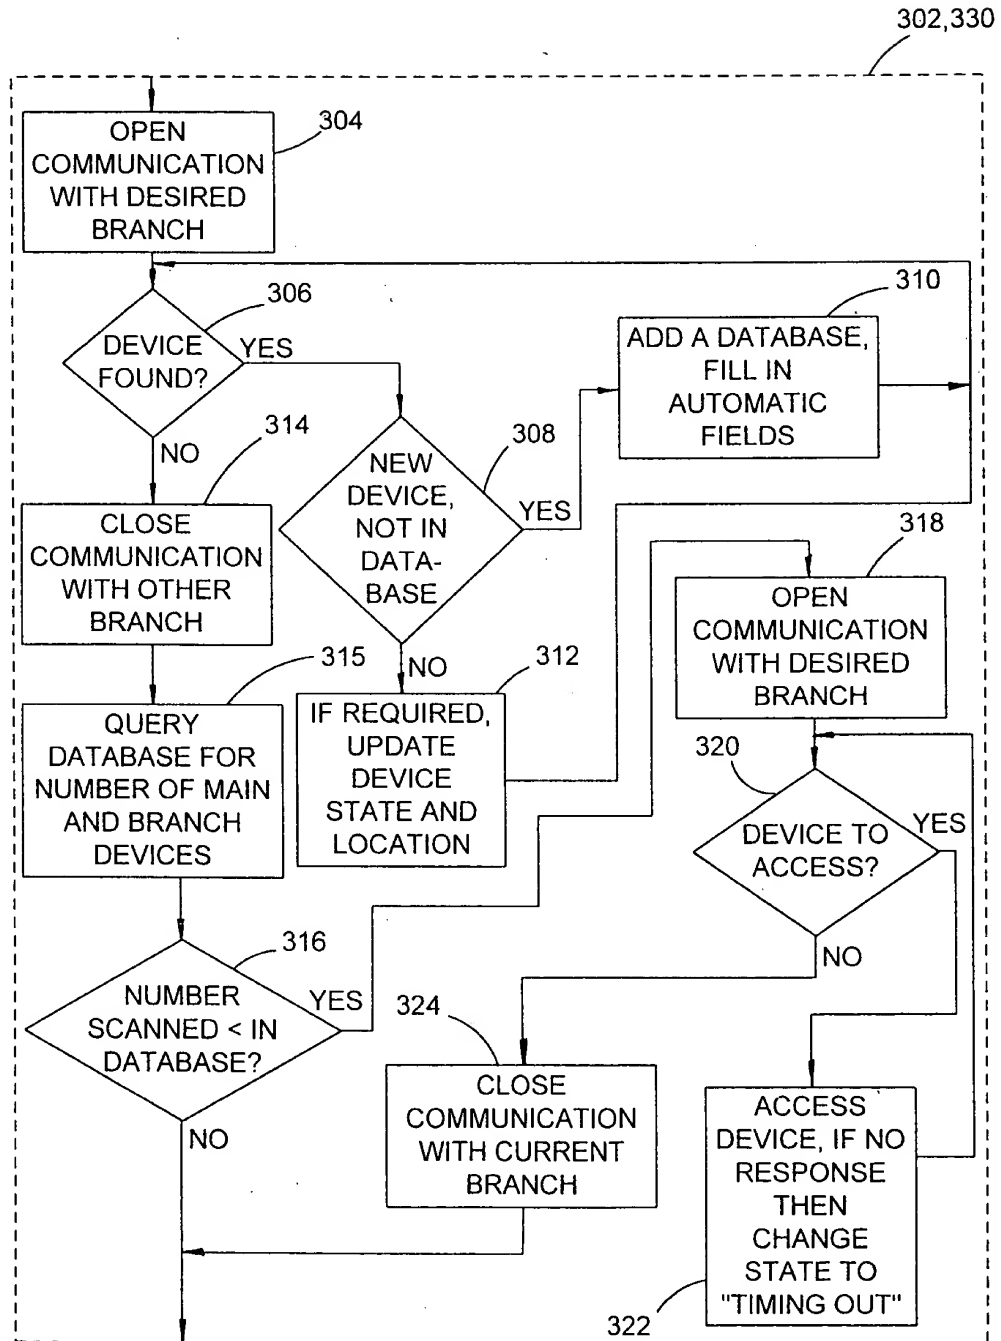 302,330
OPEN
COMMUNICATION
WITH DESIRED
BRANCH
304
306
DEVICE
FOUND?
YES
NO
310
ADD A DATABASE,
FILL IN
AUTOMATIC
FIELDS
308
NEW
DEVICE,
NOT IN
DATA-
BASE
YES
NO
314
CLOSE
COMMUNICATION
WITH OTHER
BRANCH
312
IF REQUIRED,
UPDATE
DEVICE
STATE AND
LOCATION
315
QUERY
DATABASE FOR
NUMBER OF MAIN
AND BRANCH
DEVICES
316
NUMBER
SCANNED < IN
DATABASE?
YES
NO
318
OPEN
COMMUNICATION
WITH DESIRED
BRANCH
320
DEVICE TO
ACCESS?
YES
NO
324
CLOSE
COMMUNICATION
WITH CURRENT
BRANCH
ACCESS
DEVICE, IF NO
RESPONSE
THEN
CHANGE
STATE TO
"TIMING OUT"
322